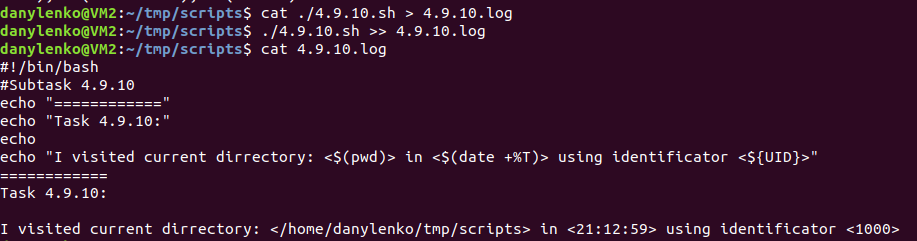 danylenko@VM2:~/tmp/scripts$ cat ./4.9.10.sh > 4.9.10.log
danylenko@VM2:~/tmp/scripts$ ./4.9.10.sh >> 4.9.10.log
danylenko@VM2:~/tmp/scripts$ cat 4.9.10.log
#!/bin/bash
#Subtask 4.9.10
echo "============"
echo "Task 4.9.10:"
echo
echo "I visited current dirrectory: <$(pwd)> in <$(date +%T)> using identificator <${UID}>"
============
Task 4.9.10:

I visited current dirrectory: </home/danylenko/tmp/scripts> in <21:12:59> using identificator <1000>